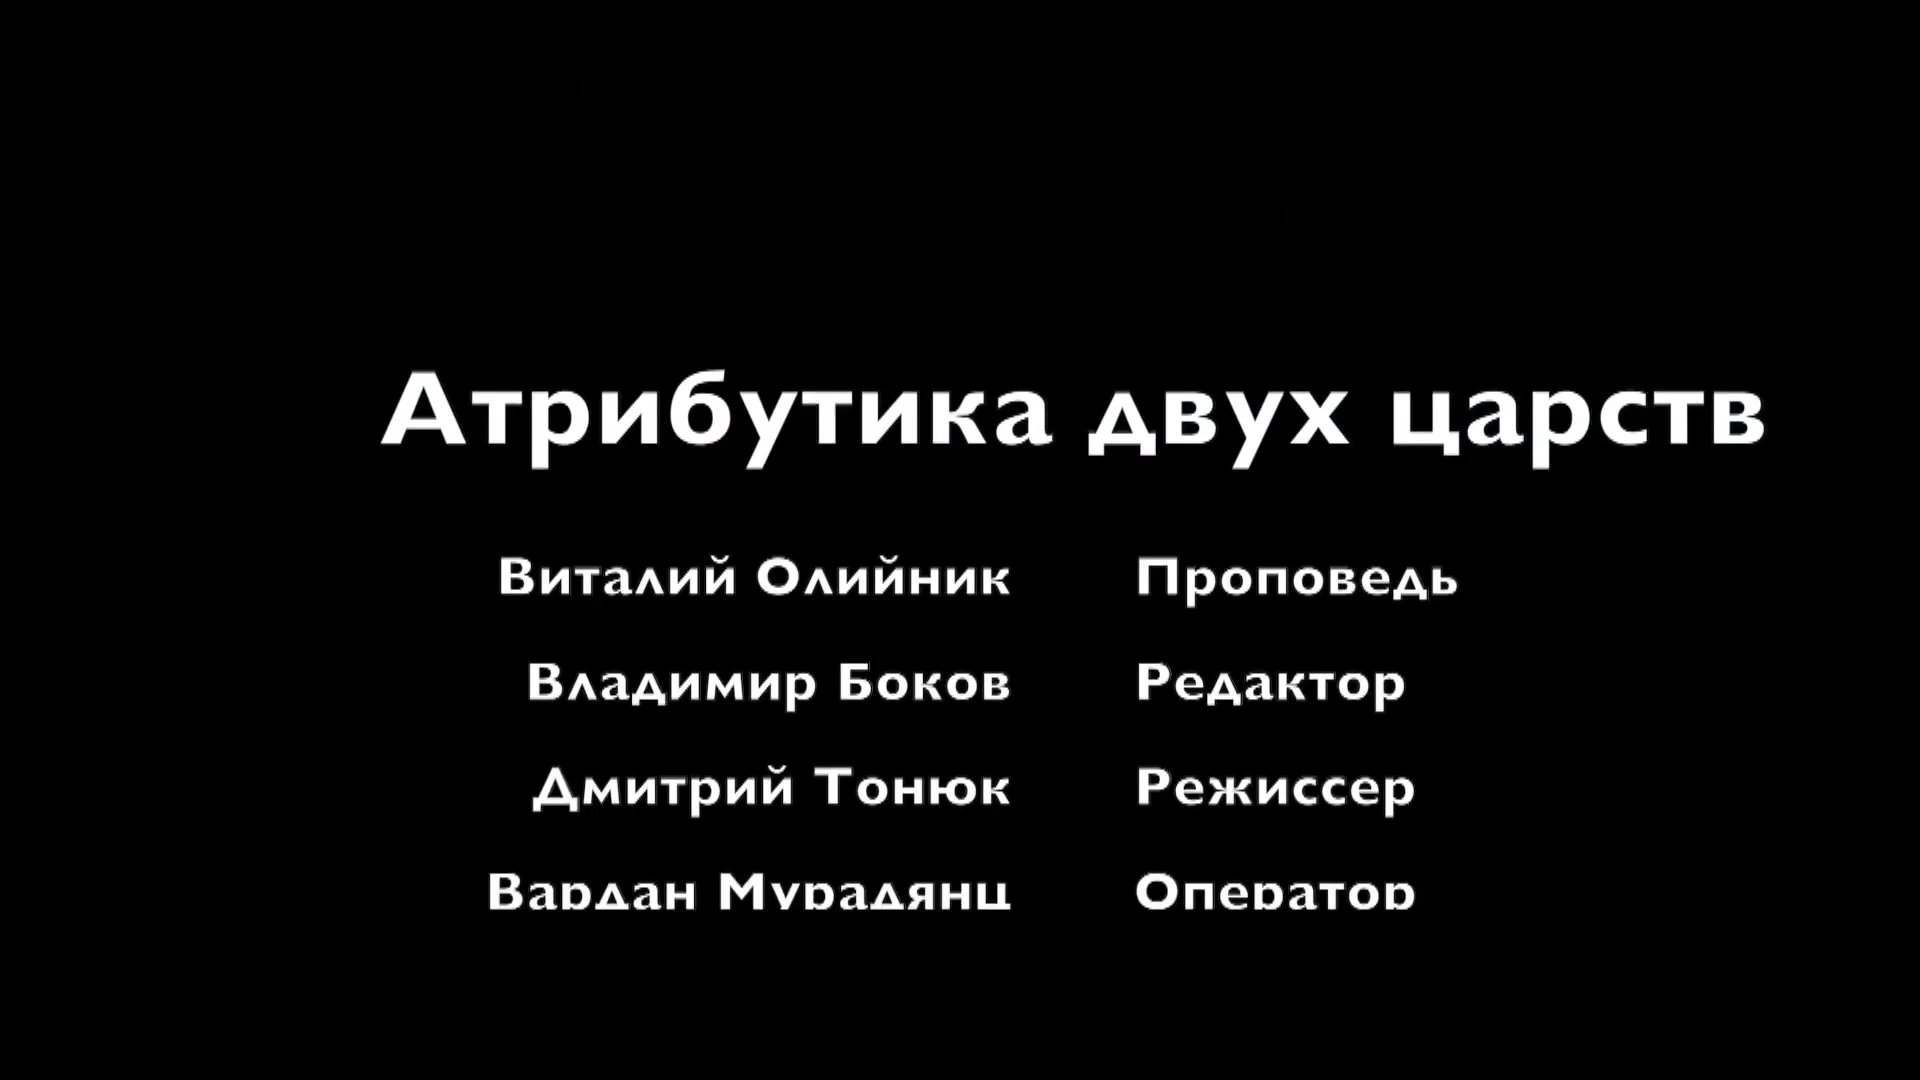 Атрибутика двух царств
Виталий Олийник Проповедь
Владимир Боков Редактор
Дмитрий Тонюк Режиссер
Вардан Мурадянц Оператор